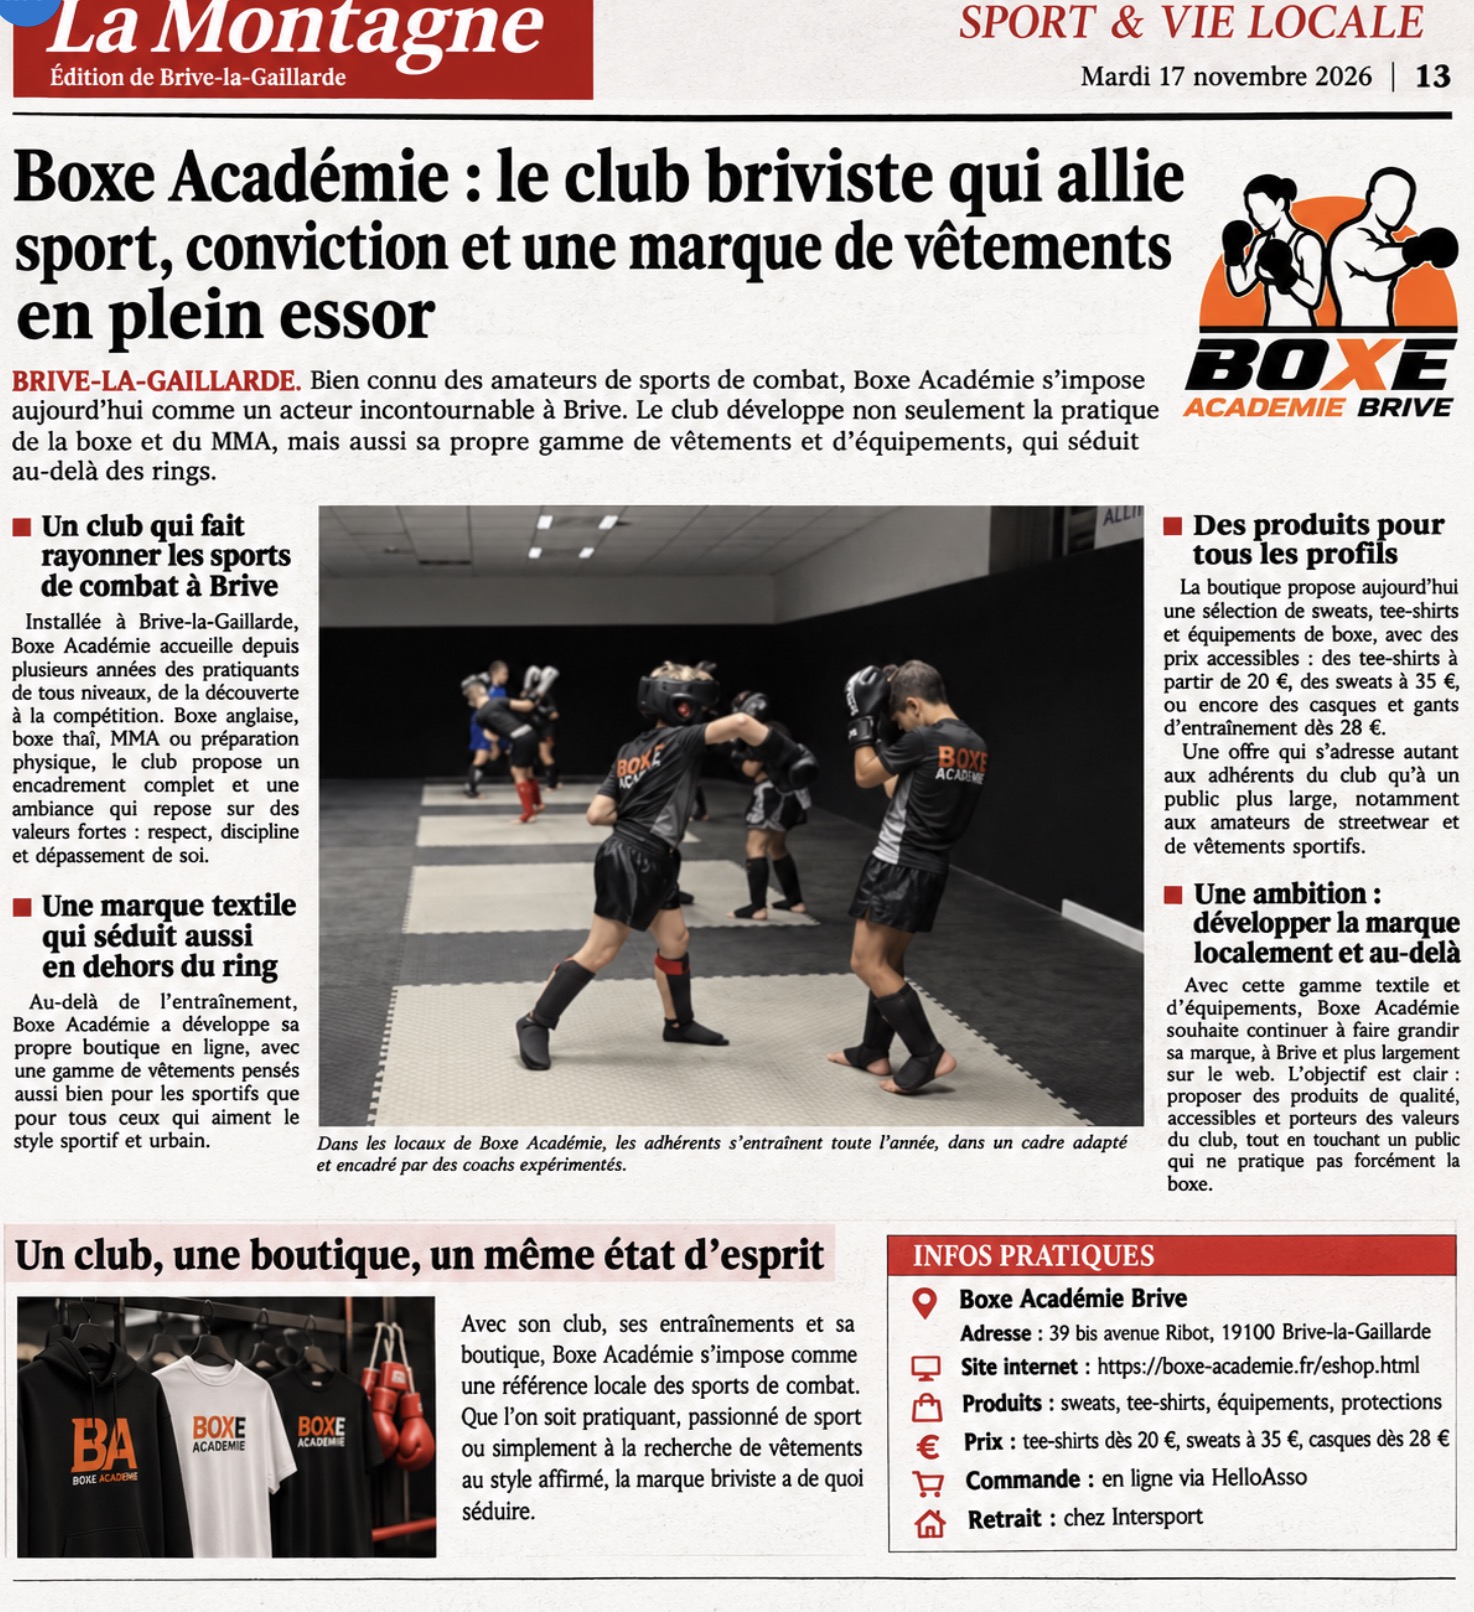 La Montagne
Édition de Brive-la-Gaillarde
SPORT & VIE LOCALE
Mardi 17 novembre 2026 | 13
Boxe Académie : le club briviste qui allie
sport, conviction et une marque de vêtements
en plein essor
BOXE
ACADEMIE BRIVE
BRIVE-LA-GAILLARDE. Bien connu des amateurs de sports de combat, Boxe Académie s'impose
aujourd'hui comme un acteur incontournable à Brive. Le club développe non seulement la pratique
de la boxe et du MMA, mais aussi sa propre gamme de vêtements et d'équipements, qui séduit
au-delà des rings.
Un club qui fait
rayonner les sports
de combat à Brive
Installée à Brive-la-Gaillarde,
Boxe Académie accueille depuis
plusieurs années des pratiquants
de tous niveaux, de la découverte
à la compétition. Boxe anglaise,
boxe thaî, MMA ou préparation
physique, le club propose un
encadrement complet et une
ambiance qui repose sur des
valeurs fortes : respect, discipline
et dépassement de soi.
Une marque textile
qui séduit aussi
en dehors du ring
Au-delà de l'entraînement,
Boxe Académie a développe sa
propre boutique en ligne, avec
une gamme de vêtements pensés
aussi bien pour les sportifs que
pour tous ceux qui aiment le
style sportif et urbain.
BOXE
ACADEMIE
BOXE
ACADEMIE
Dans les locaux de Boxe Académie, les adhérents s'entraînent toute l'année, dans un cadre adapté
et encadré par des coachs expérimentés.
Des produits pour
tous les profils
La boutique propose aujourd'hui
une sélection de sweats, tee-shirts
et équipements de boxe, avec des
prix accessibles : des tee-shirts à
partir de 20 €, des sweats à 35 €,
ou encore des casques et gants
d'entraînement dès 28 €.
Une offre qui s'adresse autant
aux adhérents du club qu'à un
public plus large, notamment
aux amateurs de streetwear et
de vêtements sportifs.
Une ambition :
développer la marque
localement et au-delà
Avec cette gamme textile et
d'équipements, Boxe Académie
souhaite continuer à faire grandir
sa marque, à Brive et plus largement
sur le web. L'objectif est clair :
proposer des produits de qualité,
accessibles et porteurs des valeurs
du club, tout en touchant un public
qui ne pratique pas forcément la
boxe.
Un club, une boutique, un même état d'esprit
BA
BOXE ACADEMIE
BOXE
ACADEMIE
BOXE
ACADEMIE
Avec son club, ses entraînements et sa
boutique, Boxe Académie s'impose comme
une référence locale des sports de combat.
Que l'on soit pratiquant, passionné de sport
ou simplement à la recherche de vêtements
au style affirmé, la marque briviste a de quoi
séduire.
INFOS PRATIQUES
Boxe Académie Brive
Adresse : 39 bis avenue Ribot, 19100 Brive-la-Gaillarde
Site internet : https://boxe-academie.fr/eshop.html
Produits : sweats, tee-shirts, équipements, protections
Prix : tee-shirts dès 20 €, sweats à 35 €, casques dès 28 €
Commande : en ligne via HelloAsso
Retrait : chez Intersport